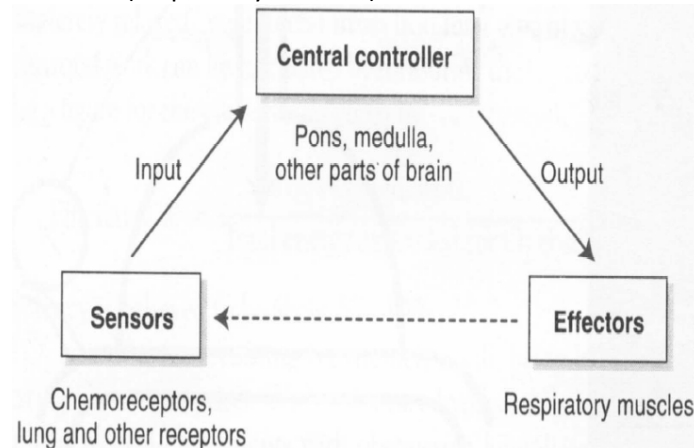 Central controller
Pons, medulla,
other parts of brain
Input
Output
Sensors
Effectors
Chemoreceptors,
lung and other receptors
Respiratory muscles